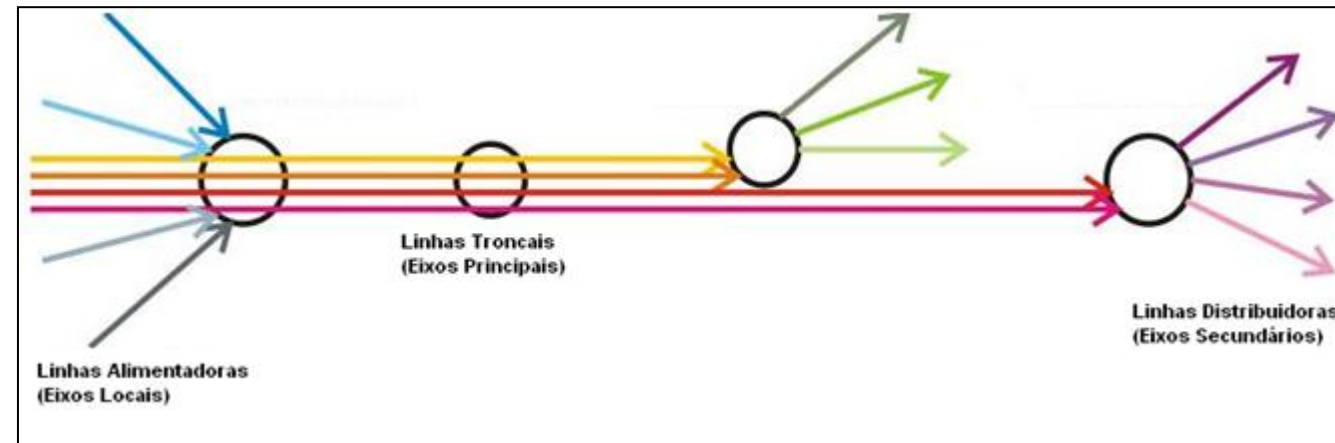 Linhas Troncais
(Eixos Principais)
Linhas Distribuidoras
(Eixos Secundários)
Linhas Alimentadoras
(Eixos Locais)